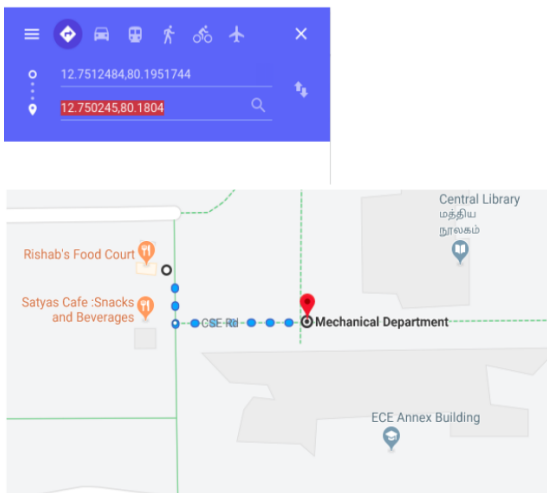 12.7512484,80.1951744
12.750245,80.1804
Central Library
மத்திய
நூலகம்
Rishab's Food Court
Satyas Cafe :Snacks
and Beverages
CSE Rd
Mechanical Department
ECE Annex Building